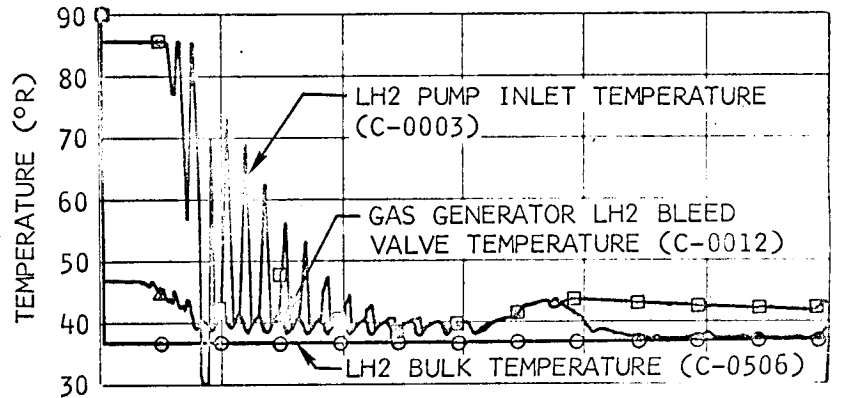 90
80
70
60
50
40
30
TEMPERATURE (°R)
LH2 PUMP INLET TEMPERATURE
(C-0003)
GAS GENERATOR LH2 BLEED
VALVE TEMPERATURE (C-0012)
LH2 BULK TEMPERATURE (C-0506)